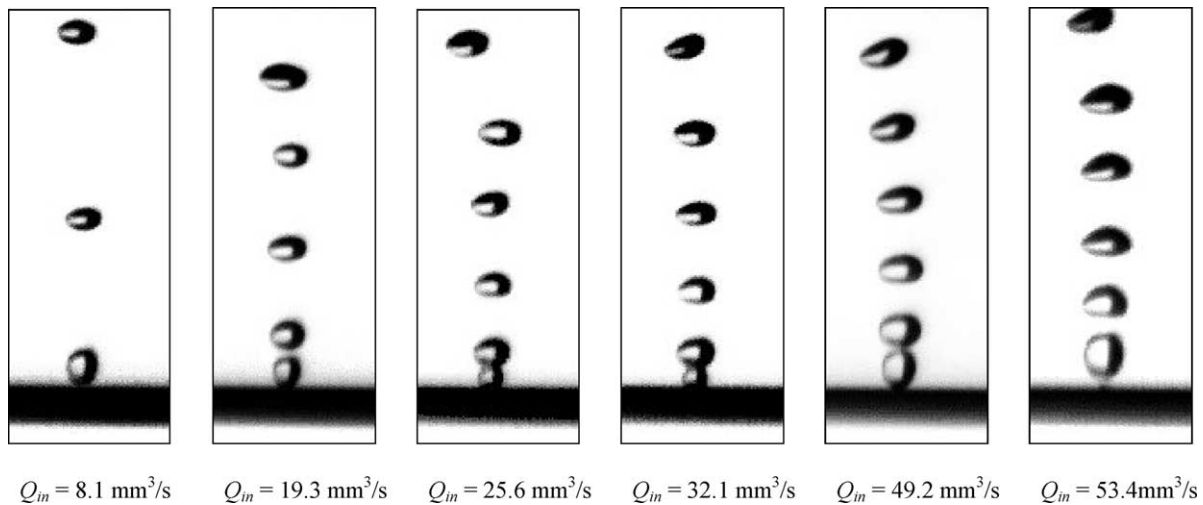 Q_in = 8.1 mm³/s Q_in = 19.3 mm³/s Q_in = 25.6 mm³/s Q_in = 32.1 mm³/s Q_in = 49.2 mm³/s Q_in = 53.4mm³/s